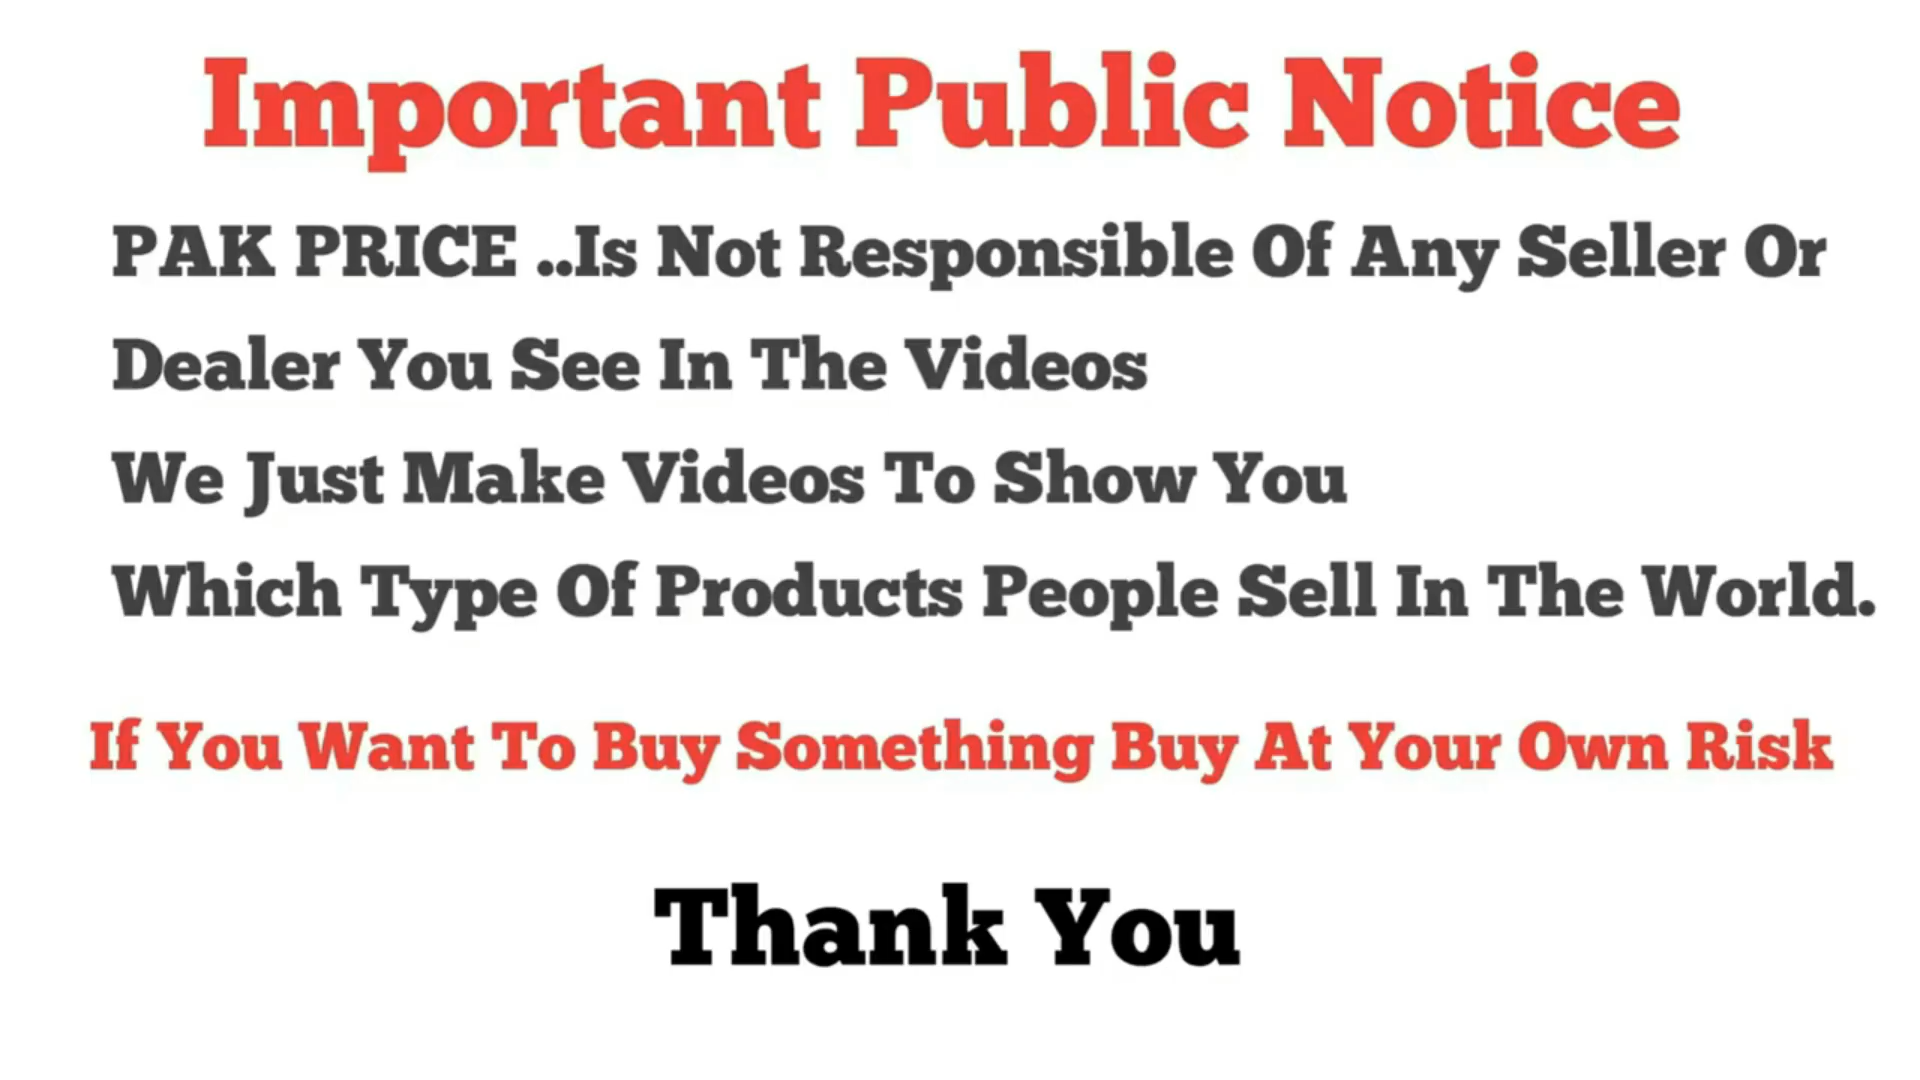 Important Public Notice
PAK PRICE ..Is Not Responsible Of Any Seller Or
Dealer You See In The Videos
We Just Make Videos To Show You
Which Type Of Products People Sell In The World.
If You Want To Buy Something Buy At Your Own Risk
Thank You